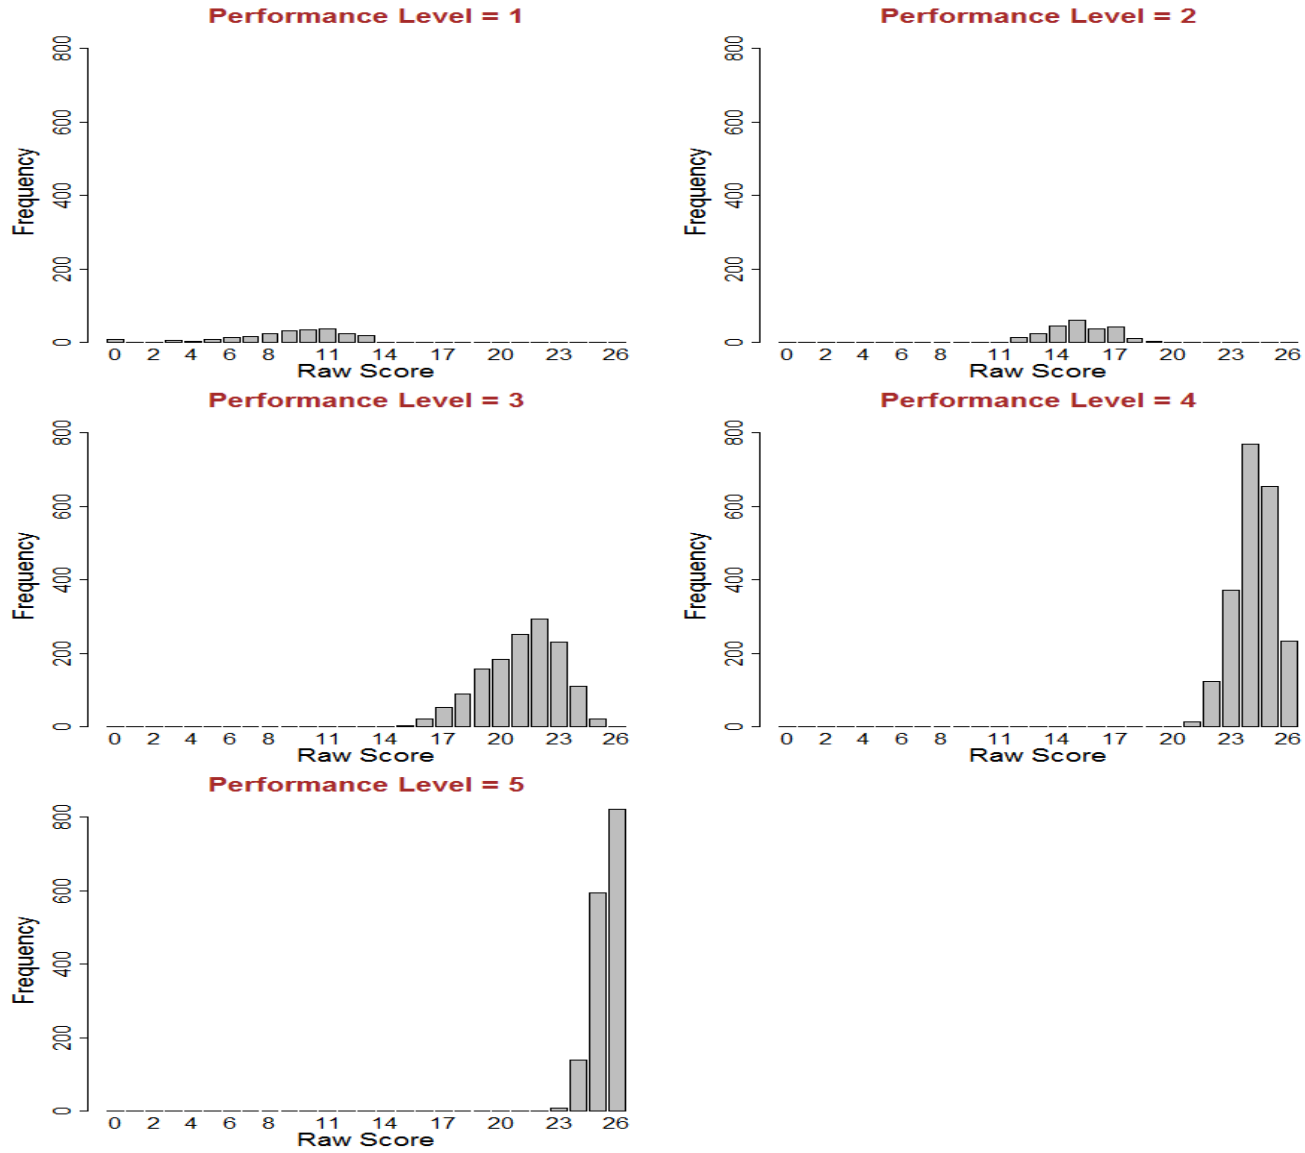 Performance Level = 1
800
600
400
200
0
Frequency
0 2 4 6 8 11 14 17 20 23 26
Raw Score
Performance Level = 2
800
600
400
200
0
Frequency
0 2 4 6 8 11 14 17 20 23 26
Raw Score
Performance Level = 3
800
600
400
200
0
Frequency
0 2 4 6 8 11 14 17 20 23 26
Raw Score
Performance Level = 4
800
600
400
200
0
Frequency
0 2 4 6 8 11 14 17 20 23 26
Raw Score
Performance Level = 5
800
600
400
200
0
Frequency
0 2 4 6 8 11 14 17 20 23 26
Raw Score